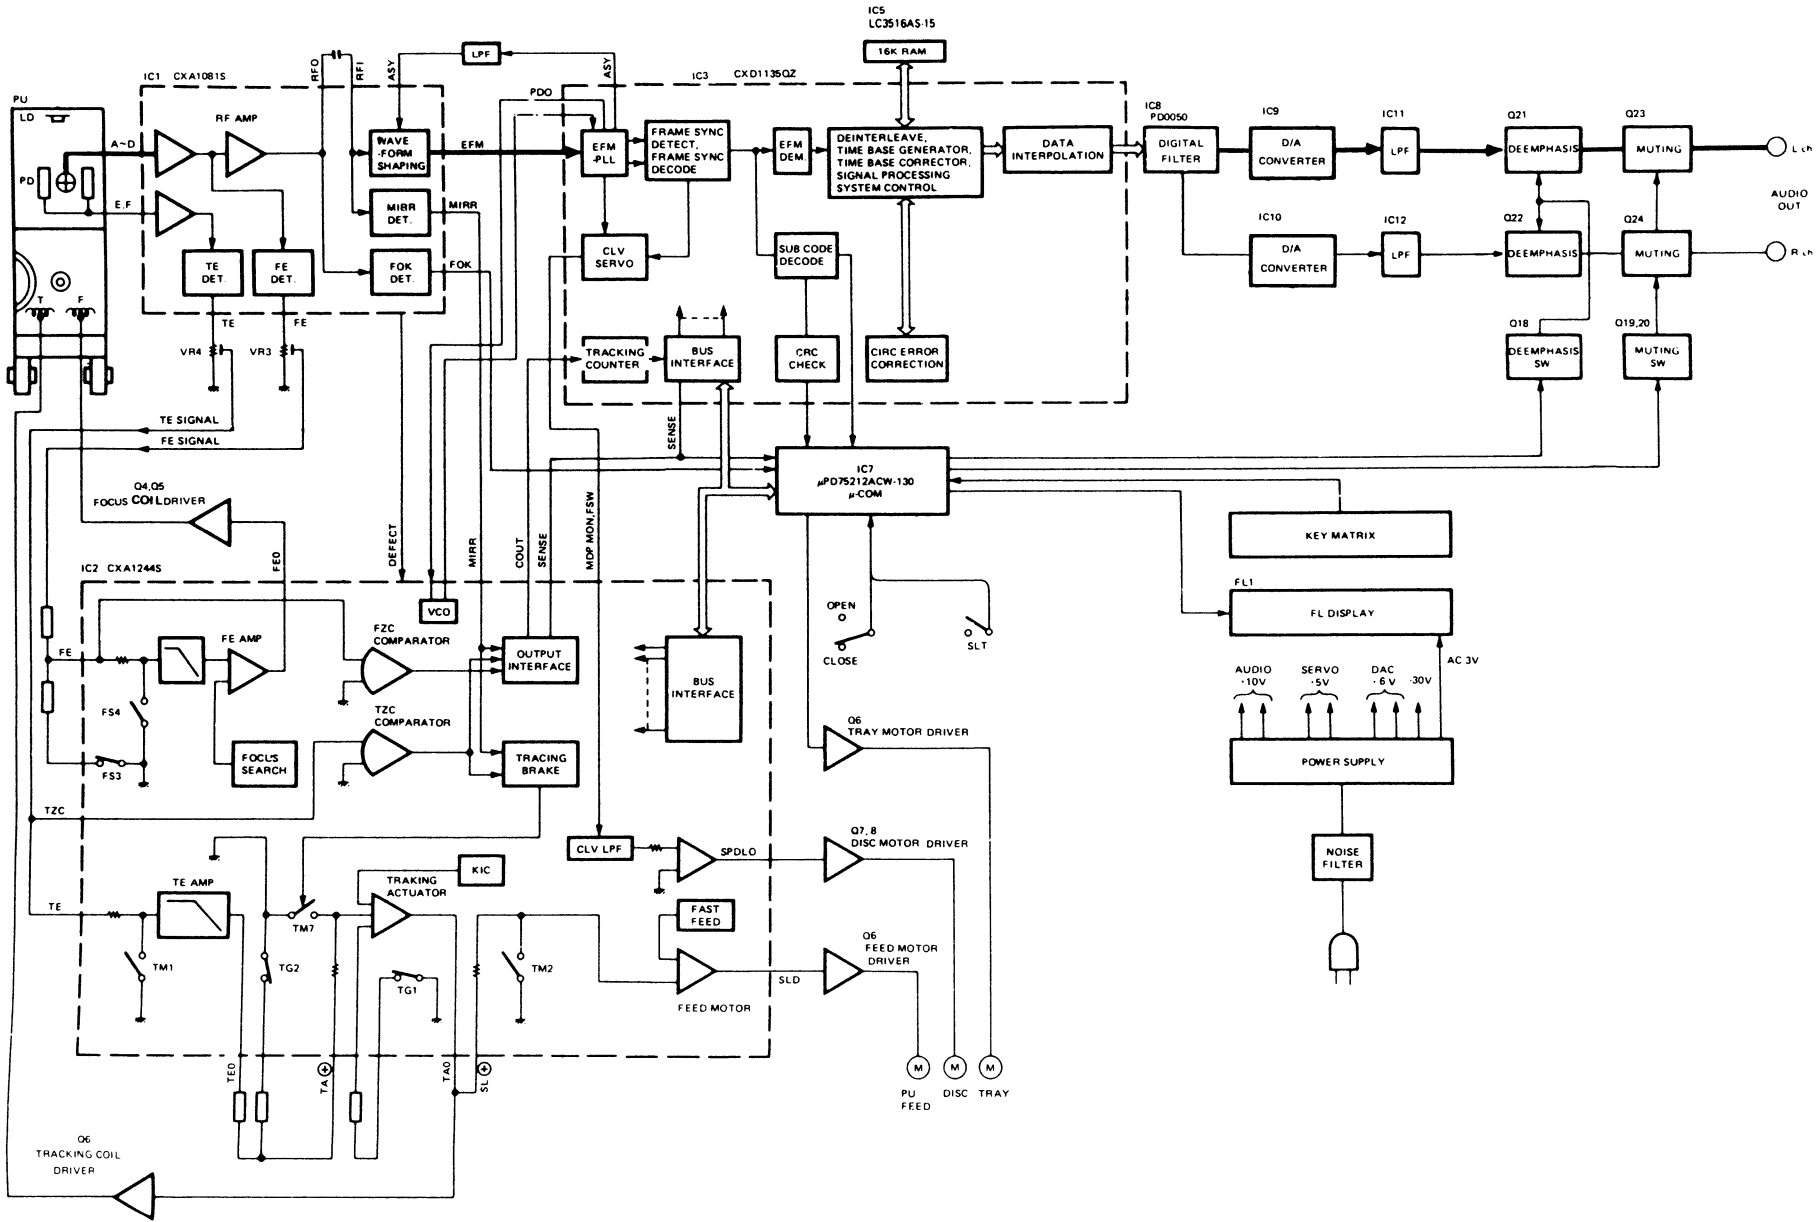 IC5
LC3516AS-15
16K RAM
IC1 CXA1081S
RFO
RFI
ASY
LPF
ASY
IC3 CXD1135QZ
PU
LD
PD
A~D
E.F
RF AMP
WAVE
-FORM
SHAPING
EFM
MIRR
DET.
MIRR
FOK
DET.
FOK
TE
DET.
FE
DET.
TE
FE
VR4
VR3
T
F
PDO
EFM
-PLL
FRAME SYNC
DETECT,
FRAME SYNC
DECODE
EFM
DEM.
DEINTERLEAVE,
TIME BASE GENERATOR,
TIME BASE CORRECTOR,
SIGNAL PROCESSING
SYSTEM CONTROL
DATA
INTERPOLATION
CLV
SERVO
SUB CODE
DECODE
TRACKING
COUNTER
BUS
INTERFACE
CRC
CHECK
CIRC ERROR
CORRECTION
IC8
PD0050
DIGITAL
FILTER
IC9
D/A
CONVERTER
IC11
LPF
Q21
DEEMPHASIS
Q23
MUTING
L ch
AUDIO
OUT
IC10
D/A
CONVERTER
IC12
LPF
Q22
DEEMPHASIS
Q24
MUTING
R ch
Q18
DEEMPHASIS
SW
Q19,20
MUTING
SW
TE SIGNAL
FE SIGNAL
Q4,Q5
FOCUS COIL DRIVER
FEO
DEFECT
MIRR
COUT
SENSE
MDP MON, FSW
SENSE
IC7
µPD75212ACW-130
µ-COM
KEY MATRIX
FL1
FL DISPLAY
AC 3V
OPEN
CLOSE
SLT
AUDIO
·10V
SERVO
·5V
DAC
·6V
·30V
POWER SUPPLY
NOISE
FILTER
IC2 CXA1244S
VCO
FE
FE AMP
FS4
FS3
FOCUS
SEARCH
FZC
COMPARATOR
TZC
COMPARATOR
OUTPUT
INTERFACE
TRACING
BRAKE
BUS
INTERFACE
TZC
Q6
TRAY MOTOR DRIVER
CLV LPF
SPDLO
Q7, 8
DISC MOTOR DRIVER
KIC
TRAKING
ACTUATOR
TE AMP
TE
TM1
TG2
TM7
TG1
TM2
FAST
FEED
FEED MOTOR
SLD
Q6
FEED MOTOR
DRIVER
TEO
TA
TAO
SL
M
M
M
PU
FEED
DISC
TRAY
Q6
TRACKING COIL
DRIVER